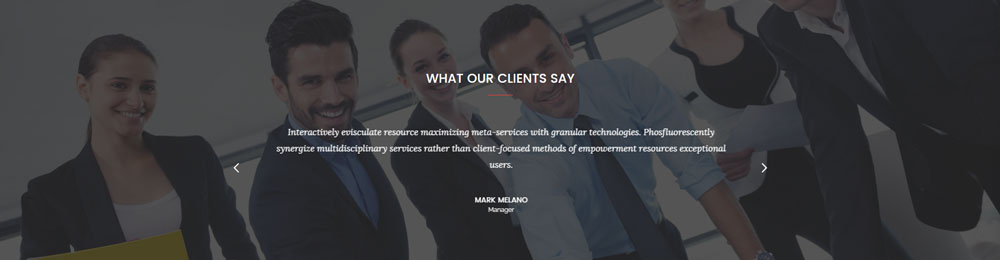 WHAT OUR CLIENTS SAY
Interactively evisculate resource maximizing meta-services with granular technologies. Phosfluorescently
synergize multidisciplinary services rather than client-focused methods of empowerment resources exceptional
users.
MARK MELANO
Manager